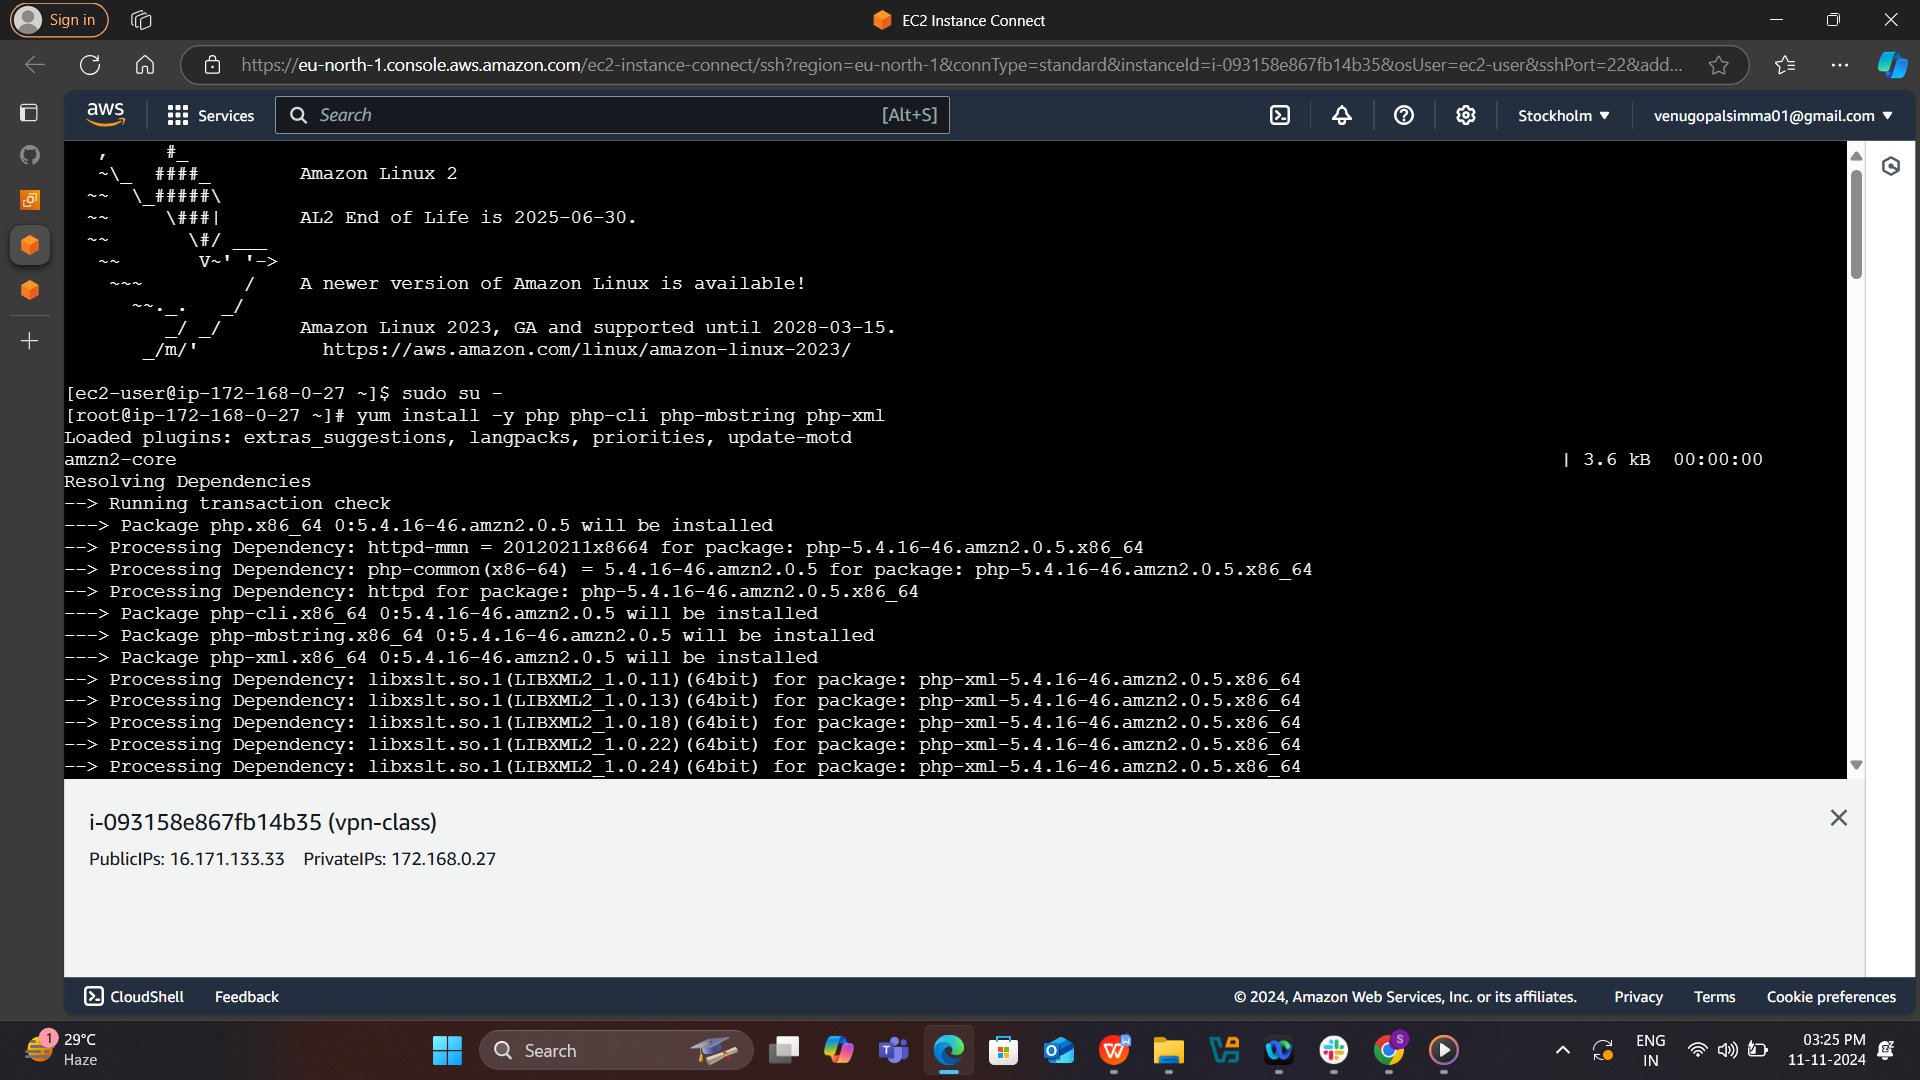 Sign in
EC2 Instance Connect
https://eu-north-1.console.aws.amazon.com/ec2-instance-connect/ssh?region=eu-north-1&connType=standard&instanceId=i-093158e867fb14b35&osUser=ec2-user&sshPort=22&add...
aws
Services
Search
[Alt+S]
Stockholm ▼
venugopalsimma01@gmail.com ▼
   ,     #_
   ~\_  ####_        Amazon Linux 2
  ~~  \_#####\
  ~~     \###|       AL2 End of Life is 2025-06-30.
  ~~       \#/ ___
   ~~       V~' '->
    ~~~         /    A newer version of Amazon Linux is available!
      ~~._.   _/
         _/ _/       Amazon Linux 2023, GA and supported until 2028-03-15.
       _/m/'           https://aws.amazon.com/linux/amazon-linux-2023/
[ec2-user@ip-172-168-0-27 ~]$ sudo su -
[root@ip-172-168-0-27 ~]# yum install -y php php-cli php-mbstring php-xml
Loaded plugins: extras_suggestions, langpacks, priorities, update-motd
amzn2-core | 3.6 kB 00:00:00
Resolving Dependencies
--> Running transaction check
---> Package php.x86_64 0:5.4.16-46.amzn2.0.5 will be installed
--> Processing Dependency: httpd-mmn = 20120211x8664 for package: php-5.4.16-46.amzn2.0.5.x86_64
--> Processing Dependency: php-common(x86-64) = 5.4.16-46.amzn2.0.5 for package: php-5.4.16-46.amzn2.0.5.x86_64
--> Processing Dependency: httpd for package: php-5.4.16-46.amzn2.0.5.x86_64
---> Package php-cli.x86_64 0:5.4.16-46.amzn2.0.5 will be installed
---> Package php-mbstring.x86_64 0:5.4.16-46.amzn2.0.5 will be installed
---> Package php-xml.x86_64 0:5.4.16-46.amzn2.0.5 will be installed
--> Processing Dependency: libxslt.so.1(LIBXML2_1.0.11)(64bit) for package: php-xml-5.4.16-46.amzn2.0.5.x86_64
--> Processing Dependency: libxslt.so.1(LIBXML2_1.0.13)(64bit) for package: php-xml-5.4.16-46.amzn2.0.5.x86_64
--> Processing Dependency: libxslt.so.1(LIBXML2_1.0.18)(64bit) for package: php-xml-5.4.16-46.amzn2.0.5.x86_64
--> Processing Dependency: libxslt.so.1(LIBXML2_1.0.22)(64bit) for package: php-xml-5.4.16-46.amzn2.0.5.x86_64
--> Processing Dependency: libxslt.so.1(LIBXML2_1.0.24)(64bit) for package: php-xml-5.4.16-46.amzn2.0.5.x86_64
i-093158e867fb14b35 (vpn-class)
PublicIPs: 16.171.133.33 PrivateIPs: 172.168.0.27
CloudShell
Feedback
© 2024, Amazon Web Services, Inc. or its affiliates.
Privacy
Terms
Cookie preferences
1
29°C
Haze
Search
S
ENG
IN
03:25 PM
11-11-2024